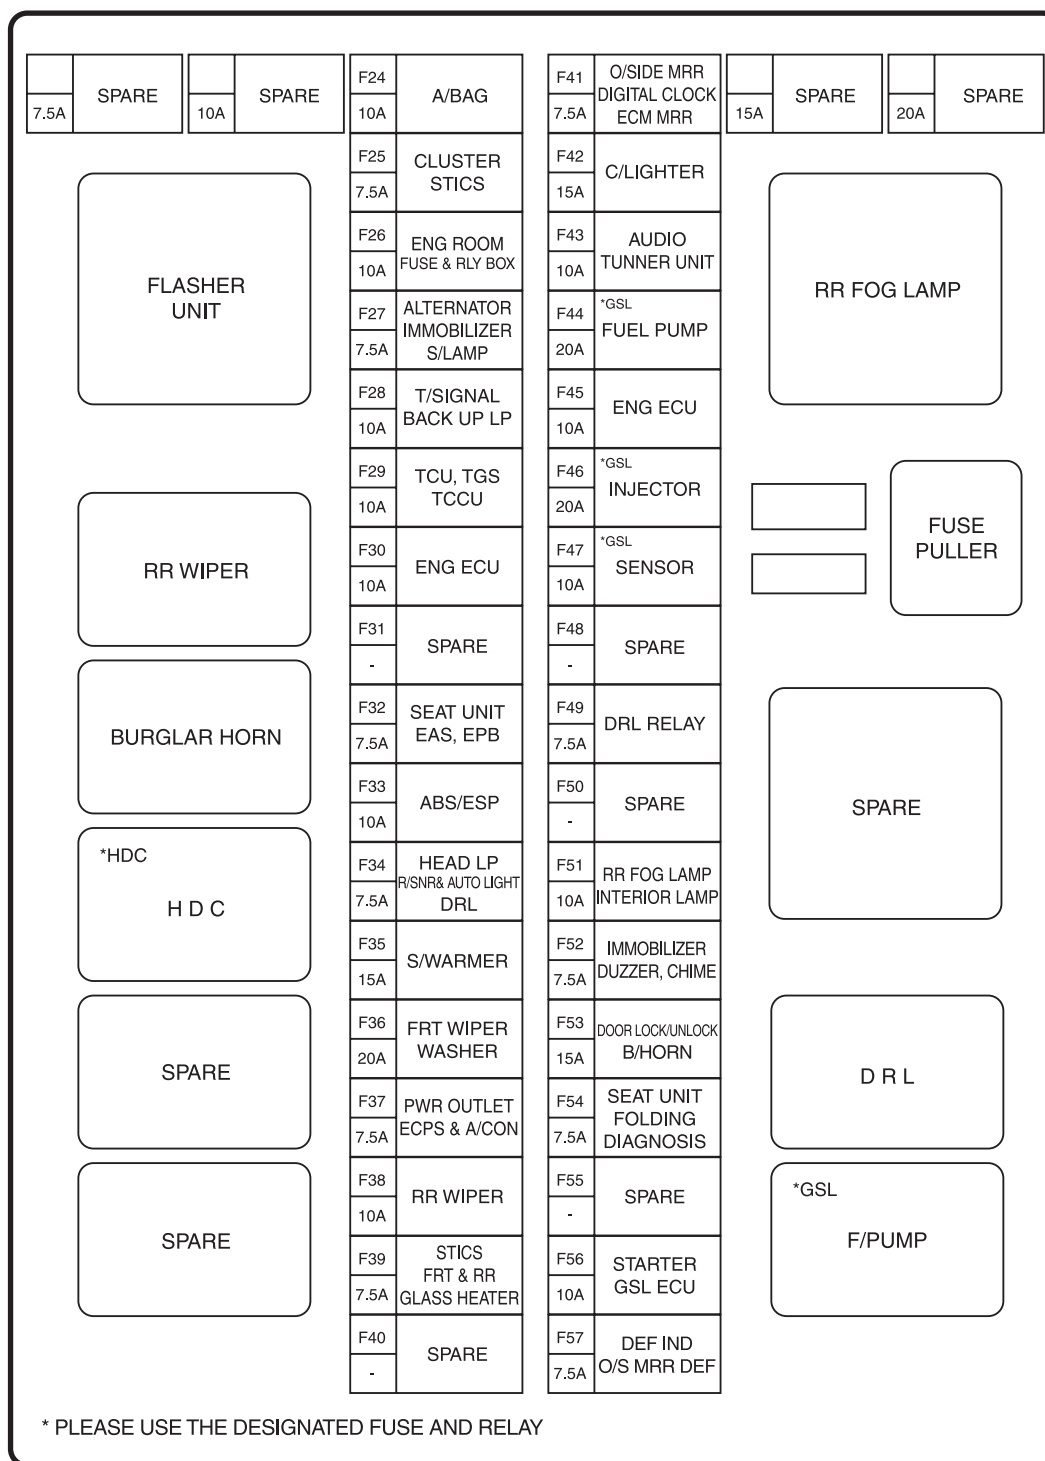 7.5A
SPARE
10A
SPARE
F24
10A
A/BAG
F41
7.5A
O/SIDE MRR
DIGITAL CLOCK
ECM MRR
15A
SPARE
20A
SPARE
F25
7.5A
CLUSTER
STICS
F42
15A
C/LIGHTER
F26
10A
ENG ROOM
FUSE & RLY BOX
F43
10A
AUDIO
TUNNER UNIT
FLASHER
UNIT
RR FOG LAMP
F27
7.5A
ALTERNATOR
IMMOBILIZER
S/LAMP
F44
20A
*GSL
FUEL PUMP
F28
10A
T/SIGNAL
BACK UP LP
F45
10A
ENG ECU
F29
10A
TCU, TGS
TCCU
F46
20A
*GSL
INJECTOR
FUSE
PULLER
RR WIPER
F30
10A
ENG ECU
F47
10A
*GSL
SENSOR
F31
-
SPARE
F48
-
SPARE
BURGLAR HORN
F32
7.5A
SEAT UNIT
EAS, EPB
F49
7.5A
DRL RELAY
F33
10A
ABS/ESP
F50
-
SPARE
SPARE
*HDC
H D C
F34
7.5A
HEAD LP
R/SNR& AUTO LIGHT
DRL
F51
10A
RR FOG LAMP
INTERIOR LAMP
F35
15A
S/WARMER
F52
7.5A
IMMOBILIZER
DUZZER, CHIME
F36
20A
FRT WIPER
WASHER
F53
15A
DOOR LOCK/UNLOCK
B/HORN
SPARE
D R L
F37
7.5A
PWR OUTLET
ECPS & A/CON
F54
7.5A
SEAT UNIT
FOLDING
DIAGNOSIS
F38
10A
RR WIPER
F55
-
SPARE
SPARE
*GSL
F/PUMP
F39
7.5A
STICS
FRT & RR
GLASS HEATER
F56
10A
STARTER
GSL ECU
F40
-
SPARE
F57
7.5A
DEF IND
O/S MRR DEF
* PLEASE USE THE DESIGNATED FUSE AND RELAY